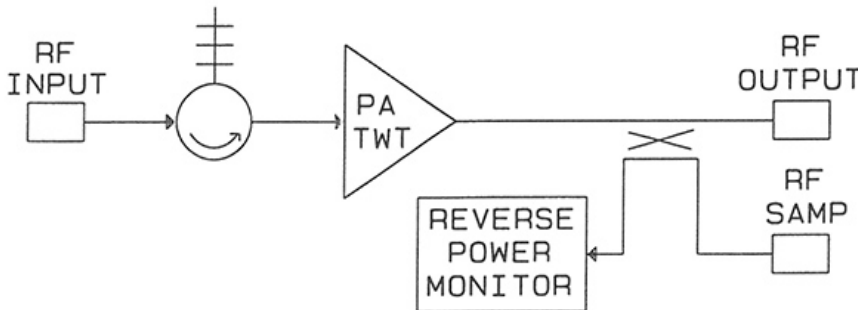 RF
INPUT
PA
TWT
RF
OUTPUT
RF
SAMP
REVERSE
POWER
MONITOR